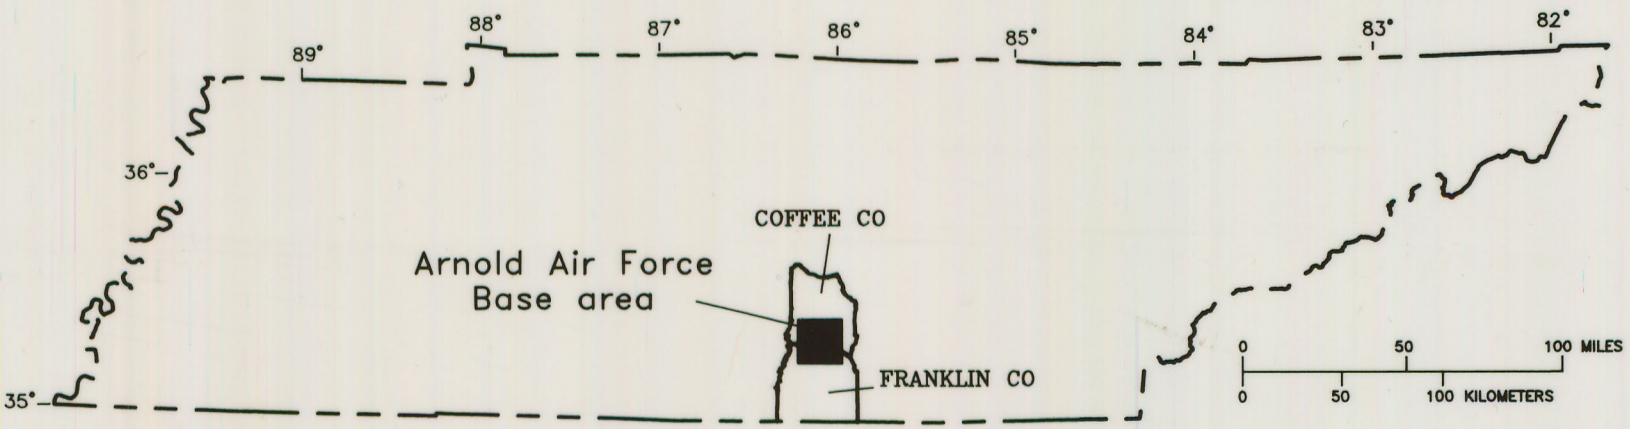 88° 87° 86° 85° 84° 83° 82°
89°
36°
COFFEE CO
Arnold Air Force
Base area
FRANKLIN CO
35°
0 50 100 MILES
0 50 100 KILOMETERS